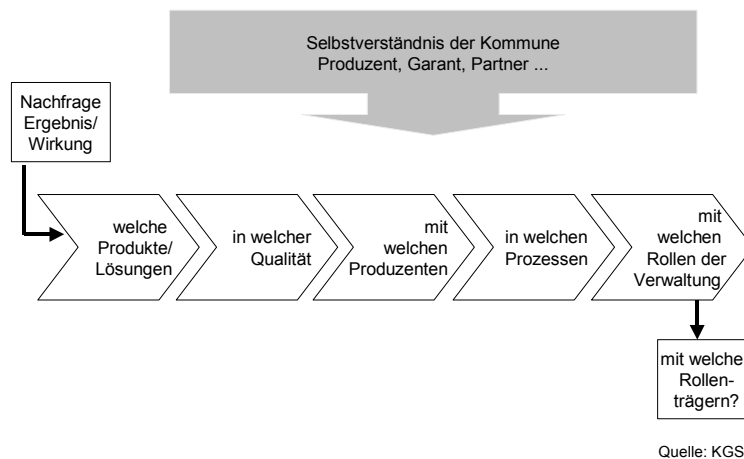 Selbstverständnis der Kommune
Produzent, Garant, Partner ...
Nachfrage
Ergebnis/
Wirkung
welche
Produkte/
Lösungen
in welcher
Qualität
mit
welchen
Produzenten
in welchen
Prozessen
mit
welchen
Rollen der
Verwaltung
mit welche
Rollen-
trägern?
Quelle: KGS